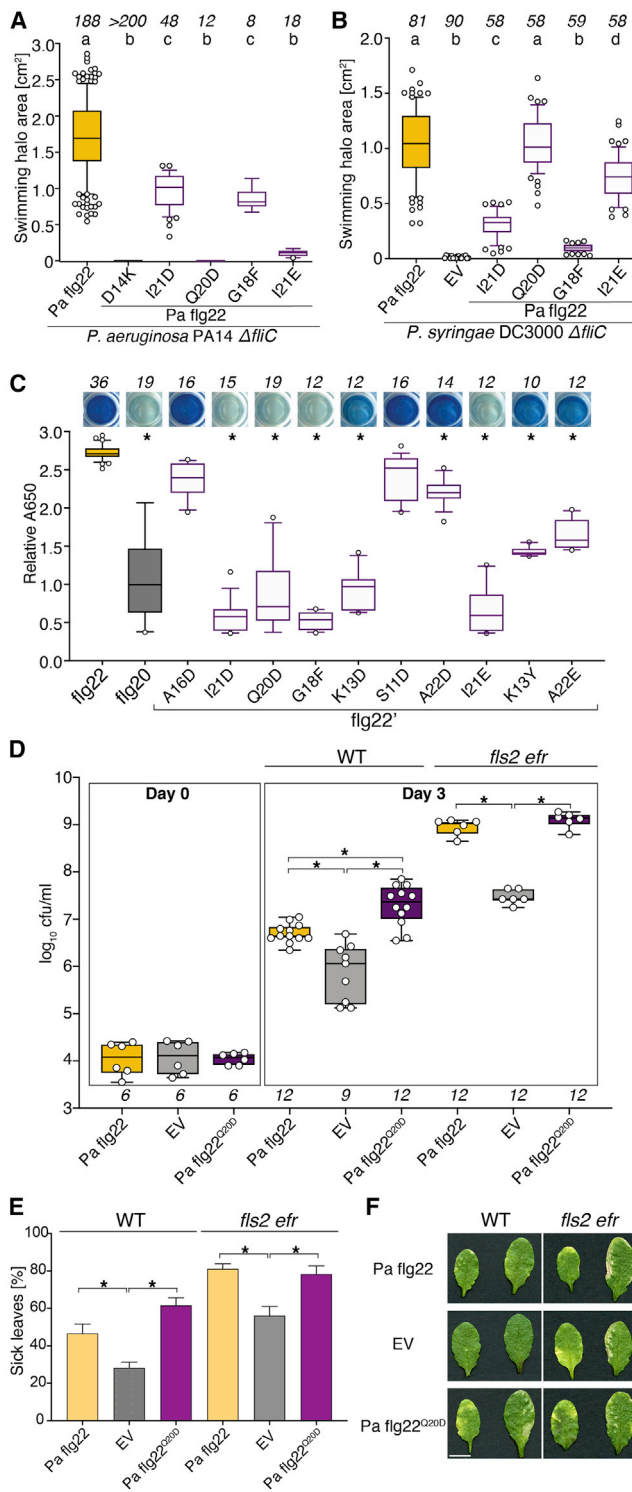 A
188 >200 48 12 8 18
a b c b c b
Swimming halo area [cm²]
3.0
2.5
2.0
1.5
1.0
0.5
0
Pa flg22
D14K
I21D
Q20D
G18F
I21E
Pa flg22
P. aeruginosa PA14 ΔfliC
B
81 90 58 58 59 58
a b c a b d
Swimming halo area [cm²]
2.0
1.5
1.0
0.5
0
Pa flg22
EV
I21D
Q20D
G18F
I21E
Pa flg22
P. syringae DC3000 ΔfliC
C
36 19 16 15 19 12 12 16 14 12 10 12
* * * * * * * * *
Relative A650
3.0
2.5
2.0
1.5
1.0
0.5
0.0
flg22
flg20
A16D
I21D
Q20D
G18F
K13D
S11D
A22D
I21E
K13Y
A22E
flg22'
D
WT fls2 efr
Day 0 Day 3
* * * * *
log₁₀ cfu/ml
10
9
8
7
6
5
4
3
6 6 6 12 9 12 12 12 12
Pa flg22
EV
Pa flg22Q20D
Pa flg22
EV
Pa flg22Q20D
Pa flg22
EV
Pa flg22Q20D
E
WT fls2 efr
* * * *
Sick leaves [%]
100
80
60
40
20
0
Pa flg22
EV
Pa flg22Q20D
Pa flg22
EV
Pa flg22Q20D
F
WT fls2 efr
Pa flg22
EV
Pa flg22Q20D